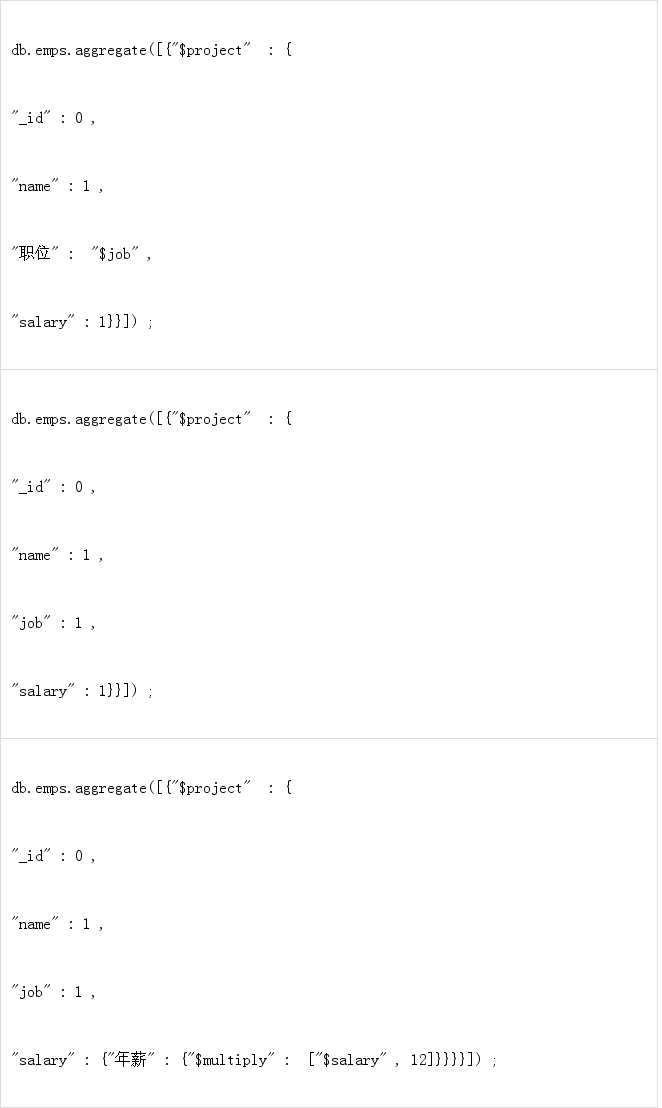 db.emps.aggregate([{"$project" : {
"_id" : 0 ,
"name" : 1 ,
"职位" : "$job" ,
"salary" : 1}}]) ;
db.emps.aggregate([{"$project" : {
"_id" : 0 ,
"name" : 1 ,
"job" : 1 ,
"salary" : 1}}]) ;
db.emps.aggregate([{"$project" : {
"_id" : 0 ,
"name" : 1 ,
"job" : 1 ,
"salary" : {"年薪" : {"$multiply" : ["$salary" , 12]}}}}]) ;